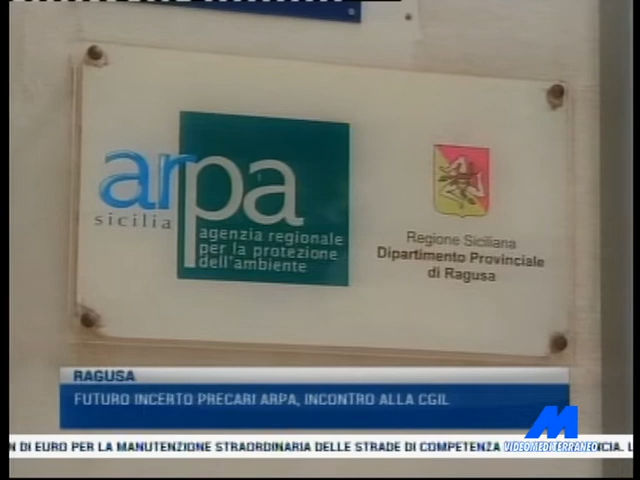 arpa
sicilia
agenzia regionale
per la protezione
dell'ambiente
Regione Siciliana
Dipartimento Provinciale
di Ragusa
RAGUSA
FUTURO INCERTO PRECARI ARPA, INCONTRO ALLA CGIL
DI EURO PER LA MANUTENZIONE STRAORDINARIA DELLE STRADE DI COMPETENZA
VIDEOMEDITERRANEO